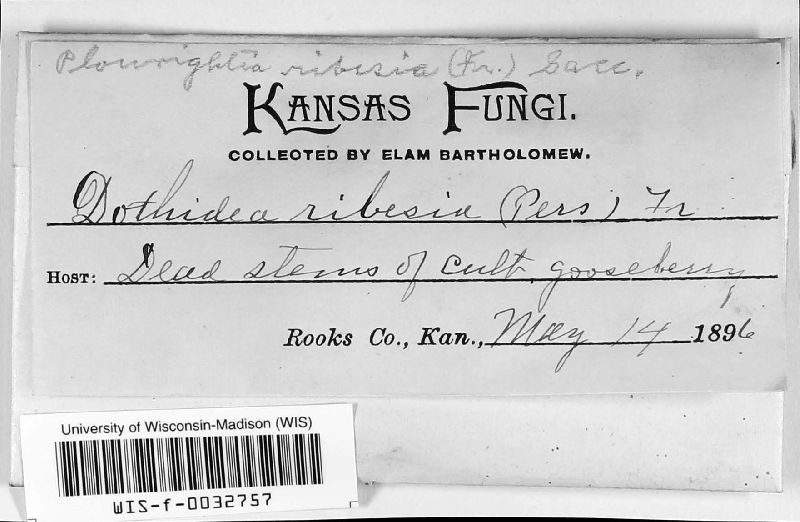 Plowrightia ribesia (Fr.) Sacc.
KANSAS FUNGI.
COLLEOTED BY ELAM BARTHOLOMEW.
Dothidea ribesia (Pers) Fr
HOST: Dead stems of cult. gooseberry
Rooks Co., Kan., May 14 1896
University of Wisconsin-Madison (WIS)
WIS-f-0032757